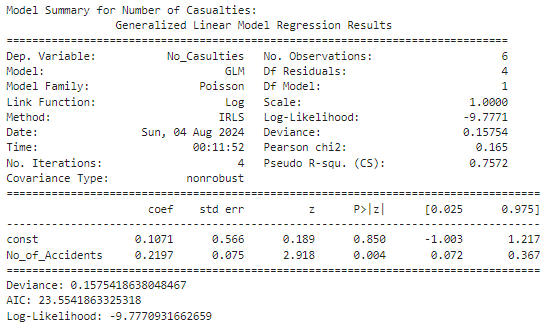 Model Summary for Number of Casualties:
Generalized Linear Model Regression Results
==============================================================================
Dep. Variable: No_Casulties No. Observations: 6
Model: GLM Df Residuals: 4
Model Family: Poisson Df Model: 1
Link Function: Log Scale: 1.0000
Method: IRLS Log-Likelihood: -9.7771
Date: Sun, 04 Aug 2024 Deviance: 0.15754
Time: 00:11:52 Pearson chi2: 0.165
No. Iterations: 4 Pseudo R-squ. (CS): 0.7572
Covariance Type: nonrobust
===================================================================================
coef std err z P>|z| [0.025 0.975]
-----------------------------------------------------------------------------------
const 0.1071 0.566 0.189 0.850 -1.003 1.217
No_of_Accidents 0.2197 0.075 2.918 0.004 0.072 0.367
===================================================================================
Deviance: 0.1575418638048467
AIC: 23.5541863325318
Log-Likelihood: -9.7770931662659